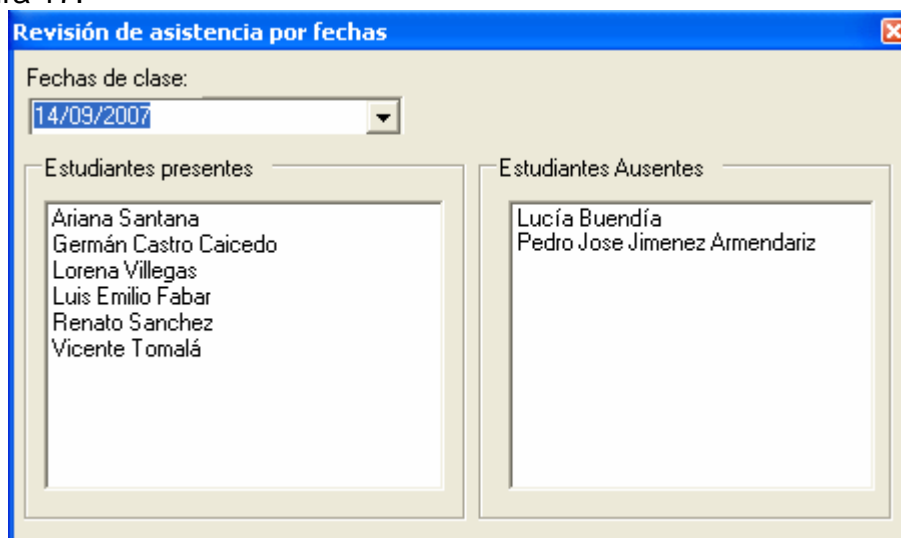 17.
Revisión de asistencia por fechas
Fechas de clase:
14/09/2007
Estudiantes presentes
Ariana Santana
Germán Castro Caicedo
Lorena Villegas
Luis Emilio Fabar
Renato Sanchez
Vicente Tomalá
Estudiantes Ausentes
Lucía Buendía
Pedro Jose Jimenez Armendariz